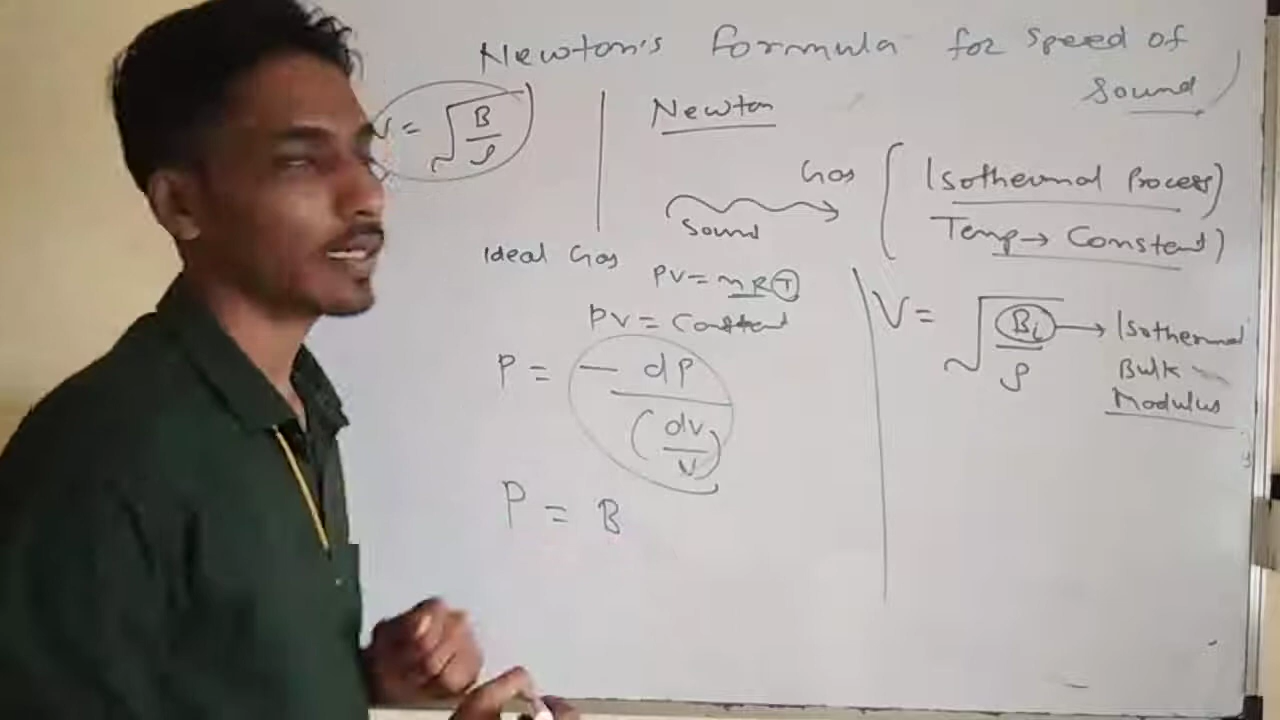 Newton's formula for speed of
sound
V = √B/ρ
Newton
Gas (Isothermal Process)
sound
Temp → Constant)
Ideal Gas
PV = nRT
PV = Constant
P = - dP
(dv/v)
P = B
V = √Bi/ρ → Isothermal
Bulk
Modulus